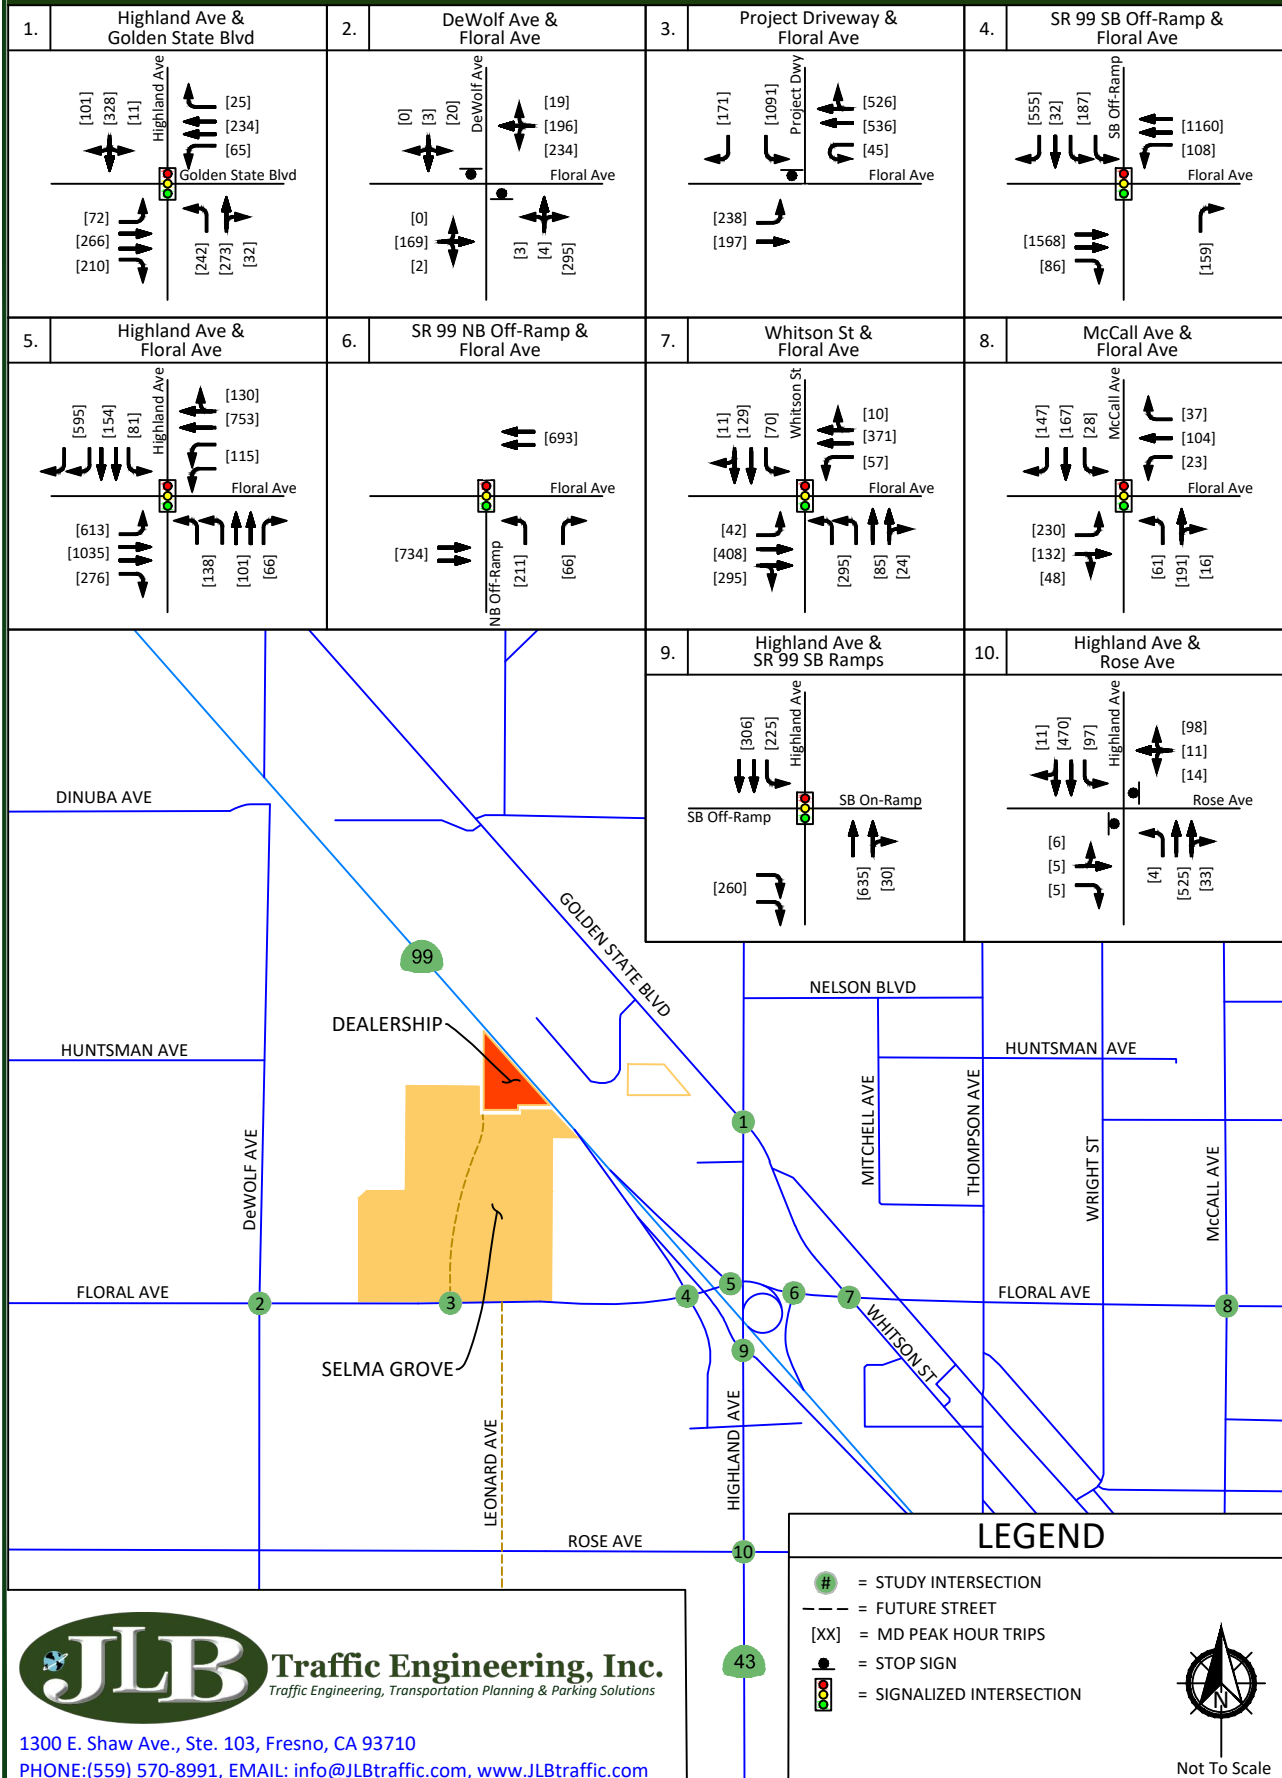 1.
Highland Ave &
Golden State Blvd
[101]
[328]
[11]
Highland Ave
[25]
[234]
[65]
Golden State Blvd
[72]
[266]
[210]
[242]
[273]
[32]
2.
DeWolf Ave &
Floral Ave
[0]
[3]
[20]
DeWolf Ave
[19]
[196]
[234]
Floral Ave
[0]
[169]
[2]
[3]
[4]
[295]
3.
Project Driveway &
Floral Ave
[171]
[1091]
Project Dwy
[526]
[536]
[45]
Floral Ave
[238]
[197]
4.
SR 99 SB Off-Ramp &
Floral Ave
[555]
[32]
[187]
SB Off-Ramp
[1160]
[108]
Floral Ave
[1568]
[86]
[159]
5.
Highland Ave &
Floral Ave
[595]
[154]
[81]
Highland Ave
[130]
[753]
[115]
Floral Ave
[613]
[1035]
[276]
[138]
[101]
[66]
6.
SR 99 NB Off-Ramp &
Floral Ave
[693]
Floral Ave
[734]
NB Off-Ramp
[211]
[66]
7.
Whitson St &
Floral Ave
[11]
[129]
[70]
Whitson St
[10]
[371]
[57]
Floral Ave
[42]
[408]
[295]
[295]
[85]
[24]
8.
McCall Ave &
Floral Ave
[147]
[167]
[28]
McCall Ave
[37]
[104]
[23]
Floral Ave
[230]
[132]
[48]
[61]
[191]
[16]
9.
Highland Ave &
SR 99 SB Ramps
[306]
[225]
Highland Ave
SB Off-Ramp
SB On-Ramp
[260]
[635]
[30]
10.
Highland Ave &
Rose Ave
[11]
[470]
[97]
Highland Ave
[98]
[11]
[14]
Rose Ave
[6]
[5]
[5]
[4]
[525]
[33]
DINUBA AVE
99
GOLDEN STATE BLVD
NELSON BLVD
DEALERSHIP
HUNTSMAN AVE
HUNTSMAN AVE
MITCHELL AVE
THOMPSON AVE
WRIGHT ST
McCALL AVE
DeWOLF AVE
1
FLORAL AVE
2
3
4
5
6
7
FLORAL AVE
8
9
WHITSON ST
SELMA GROVE
HIGHLAND AVE
LEONARD AVE
ROSE AVE
10
43
LEGEND
# = STUDY INTERSECTION
= FUTURE STREET
[XX] = MD PEAK HOUR TRIPS
= STOP SIGN
= SIGNALIZED INTERSECTION
N
Not To Scale
JLB Traffic Engineering, Inc.
Traffic Engineering, Transportation Planning & Parking Solutions
1300 E. Shaw Ave., Ste. 103, Fresno, CA 93710
PHONE:(559) 570-8991, EMAIL: info@JLBtraffic.com, www.JLBtraffic.com